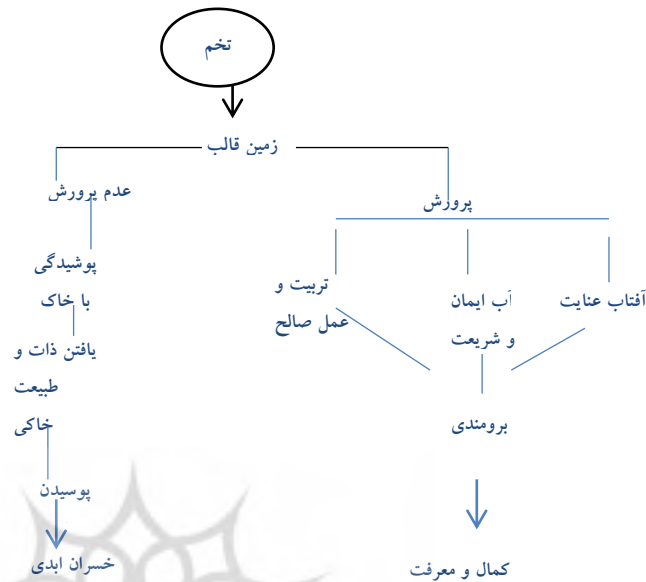 تخم
زمین قالب
پرورش
عدم پرورش
آفتاب عنایت
آب ایمان
و شریعت
تربیت و
عمل صالح
پوشیدگی
با خاک
یافتن ذات و
طبیعت
خاکی
برومندی
پوسیدن
کمال و معرفت
خسران ابدی